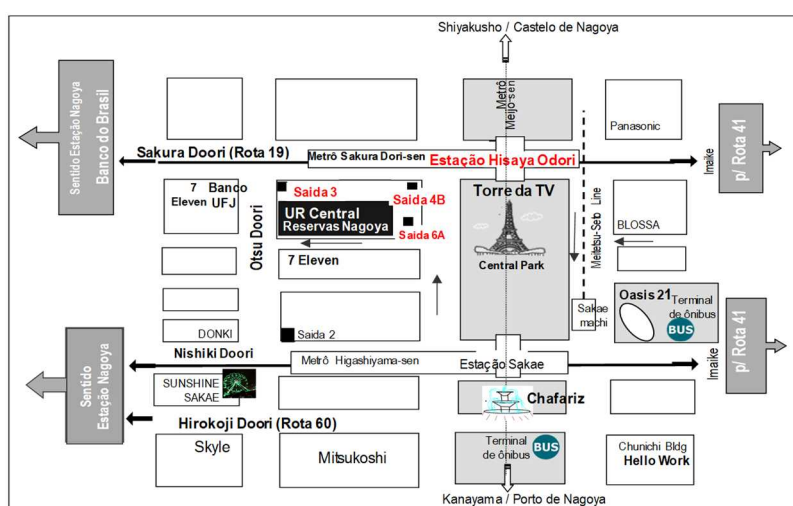 Shiyakusho / Castelo de Nagoya
Metrô
Meijo-sen
Panasonic
Sentido Estação Nagoya
Banco do Brasil
Sakura Doori (Rota 19)
Metrô Sakura Dori-sen
Estação Hisaya Odori
Imaike
p/ Rota 41
7
Eleven
Banco
UFJ
Otsu Doori
Saida 3
Saida 4B
UR Central
Reservas Nagoya
Saida 6A
Torre da TV
Central Park
Meitetsu-Seto Line
BLOSSA
7 Eleven
Sakae
machi
Oasis 21
Terminal
de ônibus
BUS
DONKI
Saida 2
Nishiki Doori
Metrô Higashiyama-sen
Estação Sakae
Imaike
p/ Rota 41
Sentido
Estação Nagoya
SUNSHINE
SAKAE
Chafariz
Hirokoji Doori (Rota 60)
Skyle
Mitsukoshi
Terminal
de ônibus
BUS
Chunichi Bldg
Hello Work
Kanayama / Porto de Nagoya